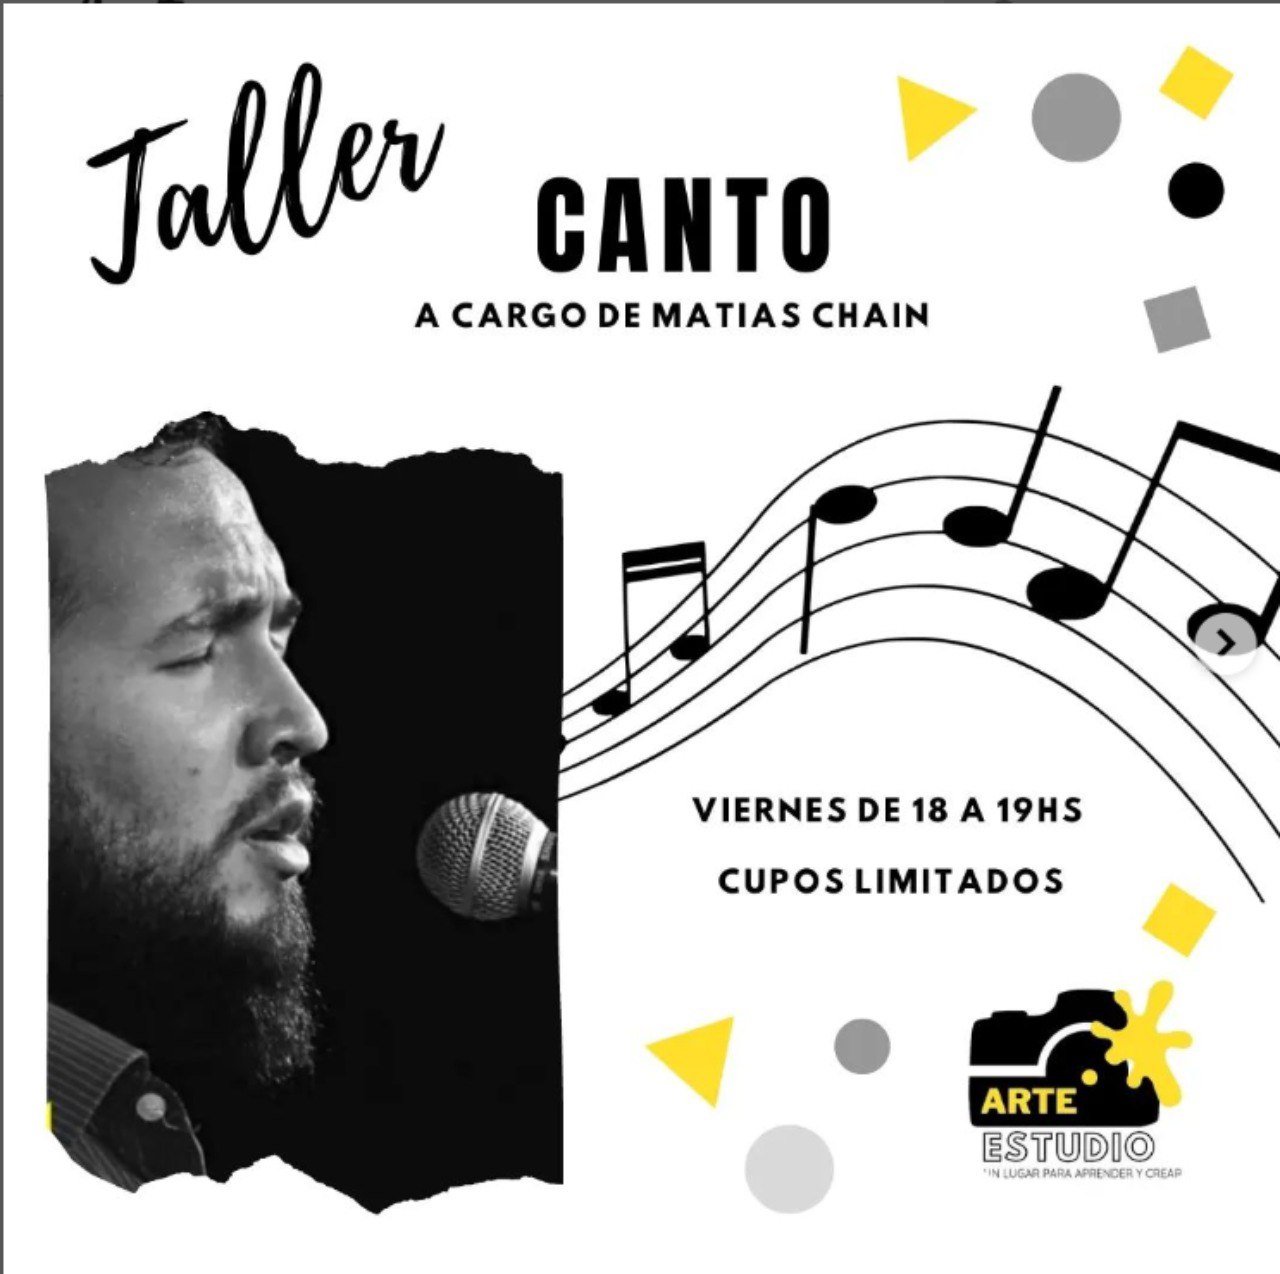 Taller
CANTO
A CARGO DE MATIAS CHAIN
VIERNES DE 18 A 19HS
CUPOS LIMITADOS
ARTE
ESTUDIO
UN LUGAR PARA APRENDER Y CREAR